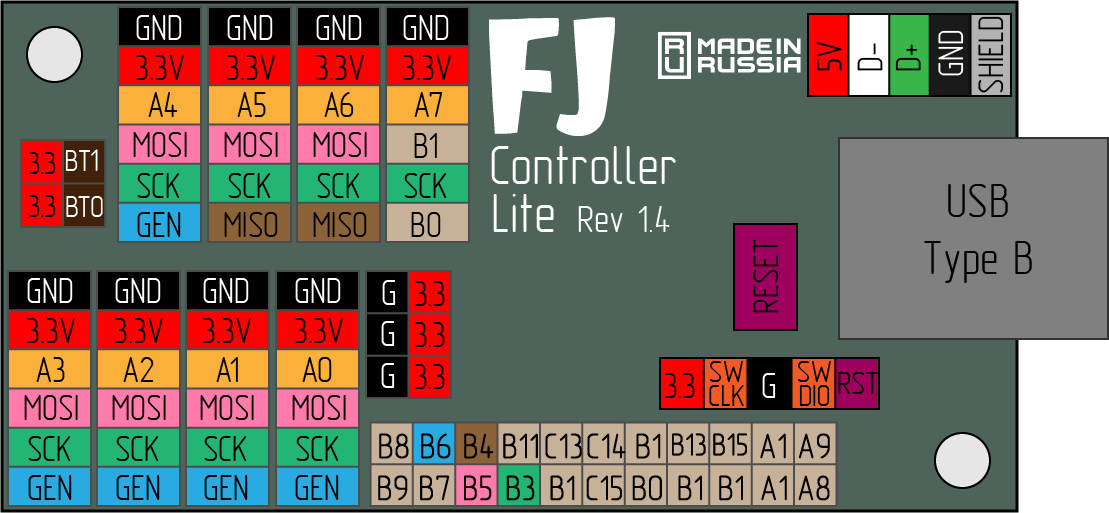 GND GND GND GND
3.3V 3.3V 3.3V 3.3V
A4 A5 A6 A7
MOSI MOSI MOSI B1
SCK SCK SCK SCK
GEN MISO MISO B0
3.3 BT1
3.3 BT0
FJ
Controller
Lite Rev 1.4
RU
MADE IN
RUSSIA
5V D- D+ GND SHIELD
USB
Type B
RESET
GND GND GND GND
3.3V 3.3V 3.3V 3.3V
A3 A2 A1 A0
MOSI MOSI MOSI MOSI
SCK SCK SCK SCK
GEN GEN GEN GEN
G 3.3
G 3.3
G 3.3
3.3 SW CLK G SW DIO RST
B8 B6 B4 B11 C13 C14 B1 B13 B15 A1 A9
B9 B7 B5 B3 B1 C15 B0 B1 B1 A1 A8